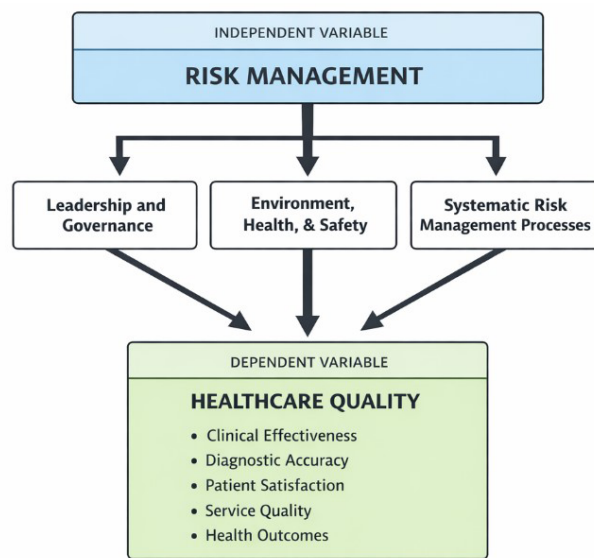 INDEPENDENT VARIABLE
RISK MANAGEMENT
Leadership and
Governance
Environment,
Health, & Safety
Systematic Risk
Management Processes
DEPENDENT VARIABLE
HEALTHCARE QUALITY
• Clinical Effectiveness
• Diagnostic Accuracy
• Patient Satisfaction
• Service Quality
• Health Outcomes